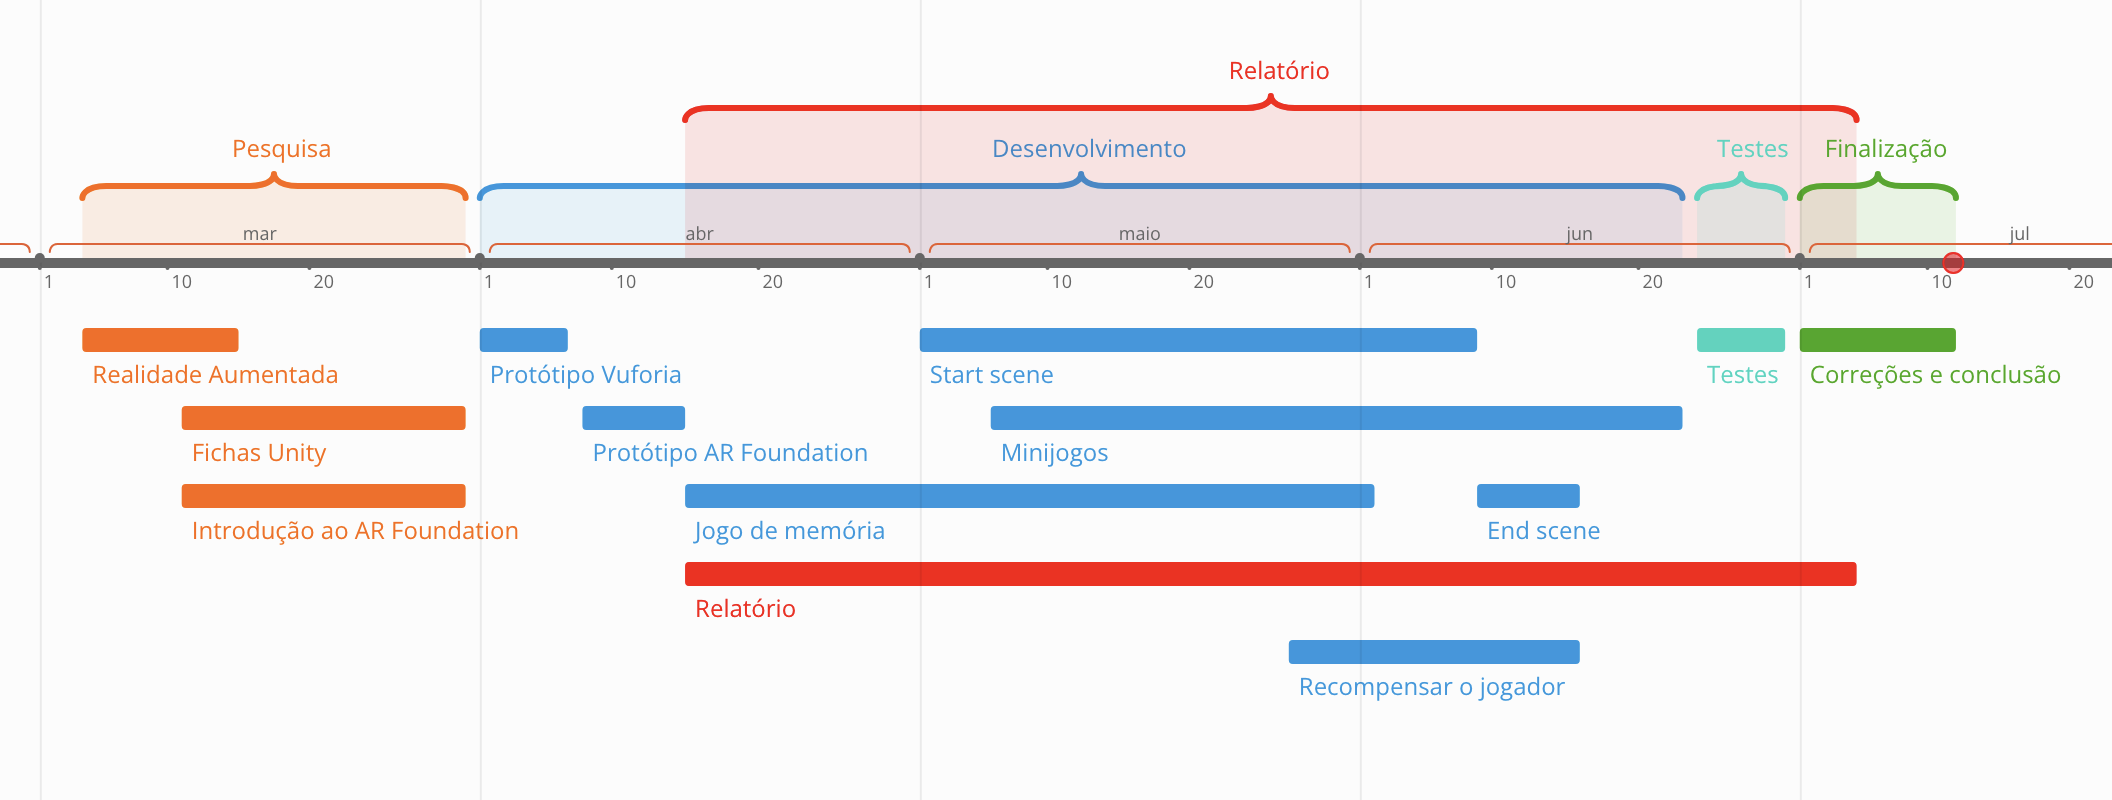 Relatório
Pesquisa
Desenvolvimento
Testes
Finalização
mar
abr
maio
jun
jul
1 10 20 1 10 20 1 10 20 1 10 20 1 10 20
Realidade Aumentada
Protótipo Vuforia
Start scene
Testes
Correções e conclusão
Fichas Unity
Protótipo AR Foundation
Minijogos
Introdução ao AR Foundation
Jogo de memória
End scene
Relatório
Recompensar o jogador